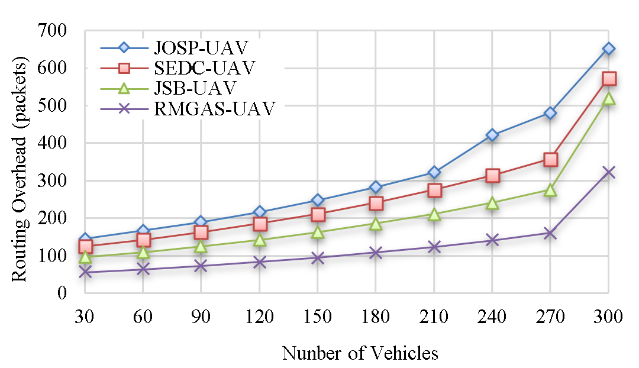 700
600
500
400
300
200
100
0
Routing Overhead (packets)
JOSP-UAV
SEDC-UAV
JSB-UAV
RMGAS-UAV
30 60 90 120 150 180 210 240 270 300
Nunber of Vehicles